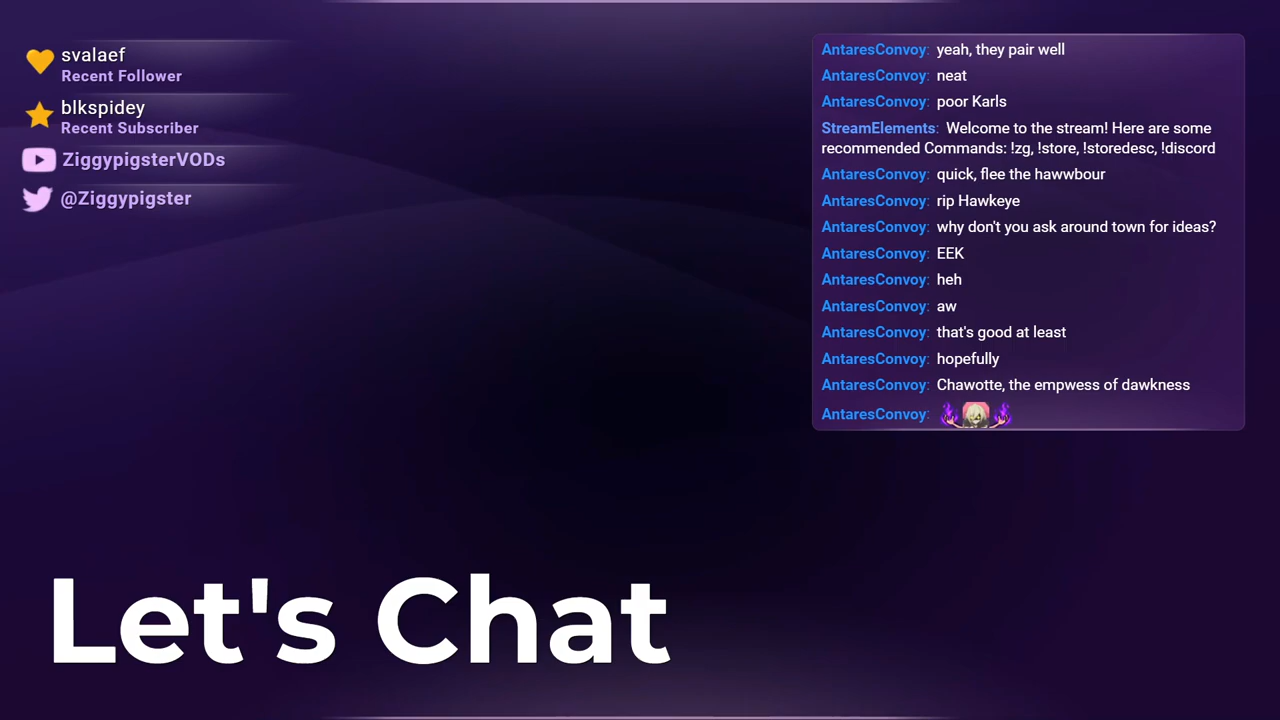 svalaef
Recent Follower
blkspidey
Recent Subscriber
ZiggypigsterVODs
@Ziggypigster
AntaresConvoy: yeah, they pair well
AntaresConvoy: neat
AntaresConvoy: poor Karls
StreamElements: Welcome to the stream! Here are some
recommended Commands: !zg, !store, !storedesc, !discord
AntaresConvoy: quick, flee the hawwbour
AntaresConvoy: rip Hawkeye
AntaresConvoy: why don't you ask around town for ideas?
AntaresConvoy: EEK
AntaresConvoy: heh
AntaresConvoy: aw
AntaresConvoy: that's good at least
AntaresConvoy: hopefully
AntaresConvoy: Chawotte, the empwess of dawkness
AntaresConvoy:
Let's Chat